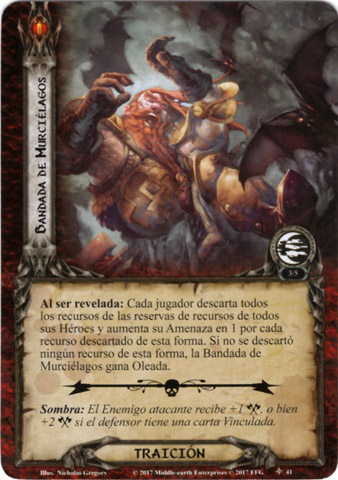 BANDADA DE MURCIÉLAGOS
3/5
Al ser revelada: Cada jugador descarta todos
los recursos de las reservas de recursos de todos
sus Héroes y aumenta su Amenaza en 1 por cada
recurso descartado de esta forma. Si no se descartó
ningún recurso de esta forma, la Bandada de
Murciélagos gana Oleada.
Sombra: El Enemigo atacante recibe +1, o bien
+2 si el defensor tiene una carta Vinculada.
TRAICIÓN
Illus. Nicholas Gregory © 2017 Middle-earth Enterprises © 2017 FFG 41